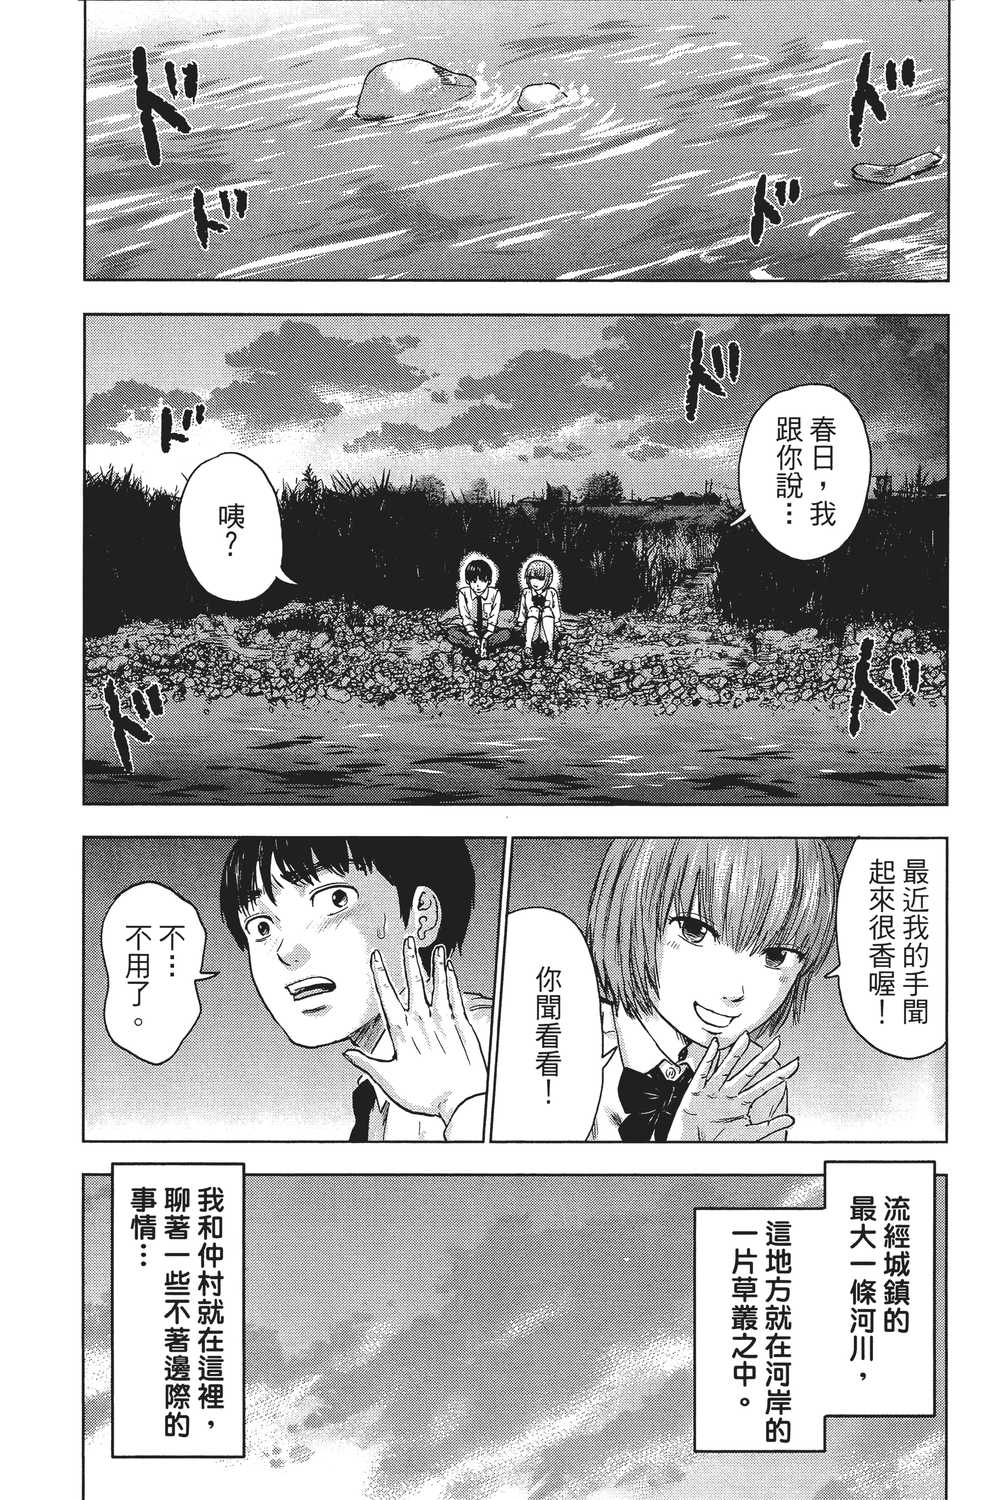 ド
ド
ド
ド
ド
春日，我
跟你說…
ド
咦？
ド
ド
最近我的手聞
起來很香喔！
你聞看看！
不…
不用了。
流經城鎮的
最大一條河川，
這地方就在河岸的
一片草叢之中。
我和仲村就在這裡，
聊著一些不著邊際的
事情…